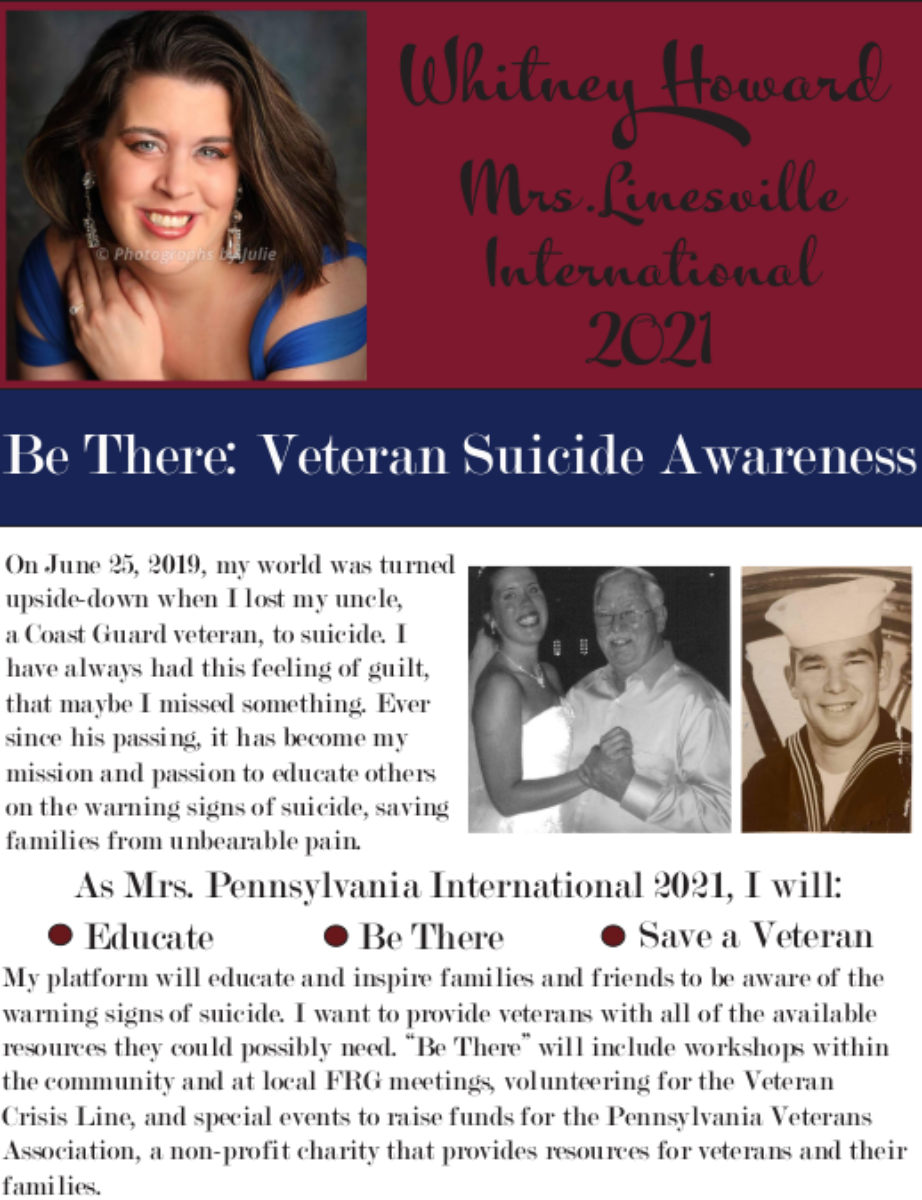 Whitney Howard
Mrs.Linesville
International
2021
© Photographs by Julie
Be There: Veteran Suicide Awareness
On June 25, 2019, my world was turned
upside-down when I lost my uncle,
a Coast Guard veteran, to suicide. I
have always had this feeling of guilt,
that maybe I missed something. Ever
since his passing, it has become my
mission and passion to educate others
on the warning signs of suicide, saving
families from unbearable pain.
As Mrs. Pennsylvania International 2021, I will:
● Educate ● Be There ● Save a Veteran
My platform will educate and inspire families and friends to be aware of the
warning signs of suicide. I want to provide veterans with all of the available
resources they could possibly need. “Be There” will include workshops within
the community and at local FRG meetings, volunteering for the Veteran
Crisis Line, and special events to raise funds for the Pennsylvania Veterans
Association, a non-profit charity that provides resources for veterans and their
families.